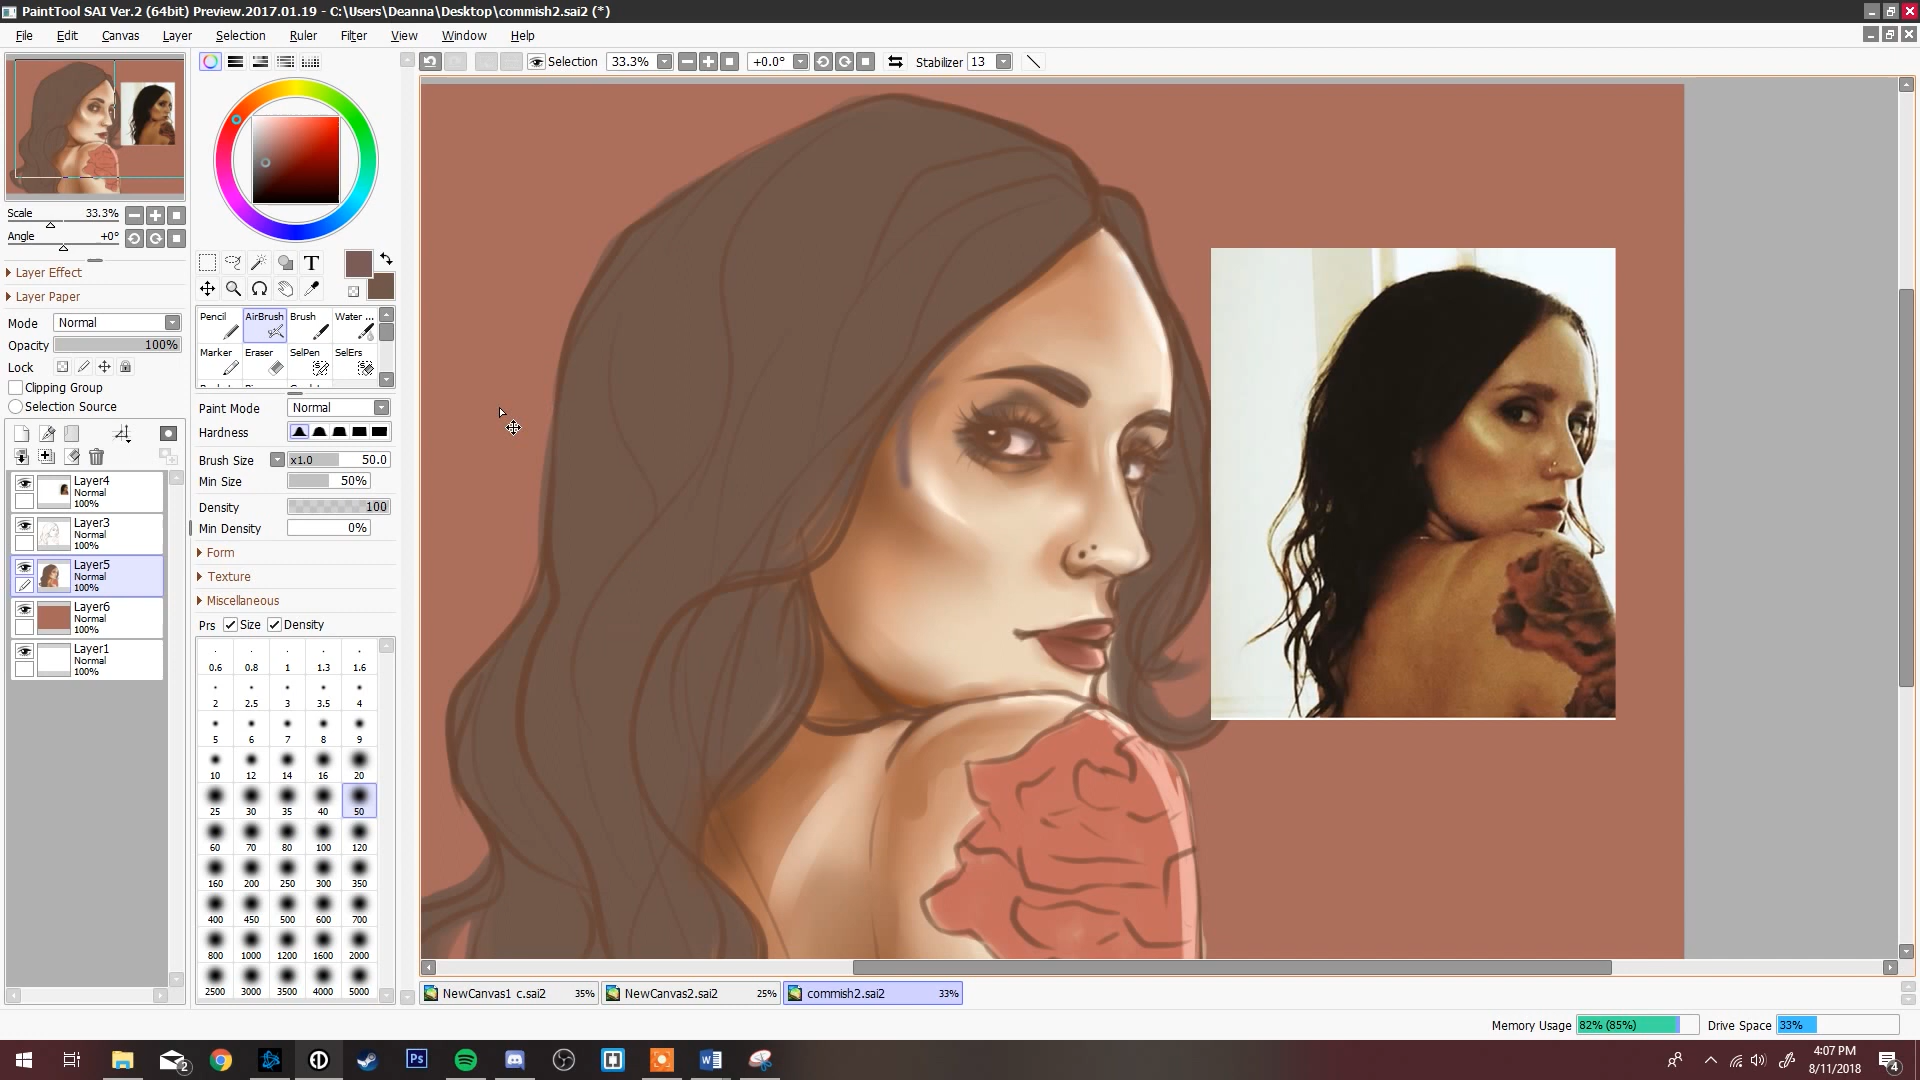 PaintTool SAI Ver.2 (64bit) Preview.2017.01.19 - C:\Users\Deanna\Desktop\commish2.sai2 (*)
File Edit Canvas Layer Selection Ruler Filter View Window Help
Selection 33.3% +0.0° Stabilizer 13
Scale 33.3%
Angle +0°
Layer Effect
Layer Paper
Mode Normal
Opacity 100%
Lock
Clipping Group
Selection Source
Layer4
Normal
100%
Layer3
Normal
100%
Layer5
Normal
100%
Layer6
Normal
100%
Layer1
Normal
100%
T
Pencil AirBrush Brush Water ...
Marker Eraser SelPen SelErs
Paint Mode Normal
Hardness
Brush Size x1.0 50.0
Min Size 50%
Density 100
Min Density 0%
Form
Texture
Miscellaneous
Prs Size Density
0.6 0.8 1 1.3 1.6
2 2.5 3 3.5 4
5 6 7 8 9
10 12 14 16 20
25 30 35 40 50
60 70 80 100 120
160 200 250 300 350
400 450 500 600 700
800 1000 1200 1600 2000
2500 3000 3500 4000 5000
NewCanvas1 c.sai2 35% NewCanvas2.sai2 25% commish2.sai2 33%
Memory Usage 82% (85%) Drive Space 33%
2
Ps
4:07 PM
8/11/2018
4